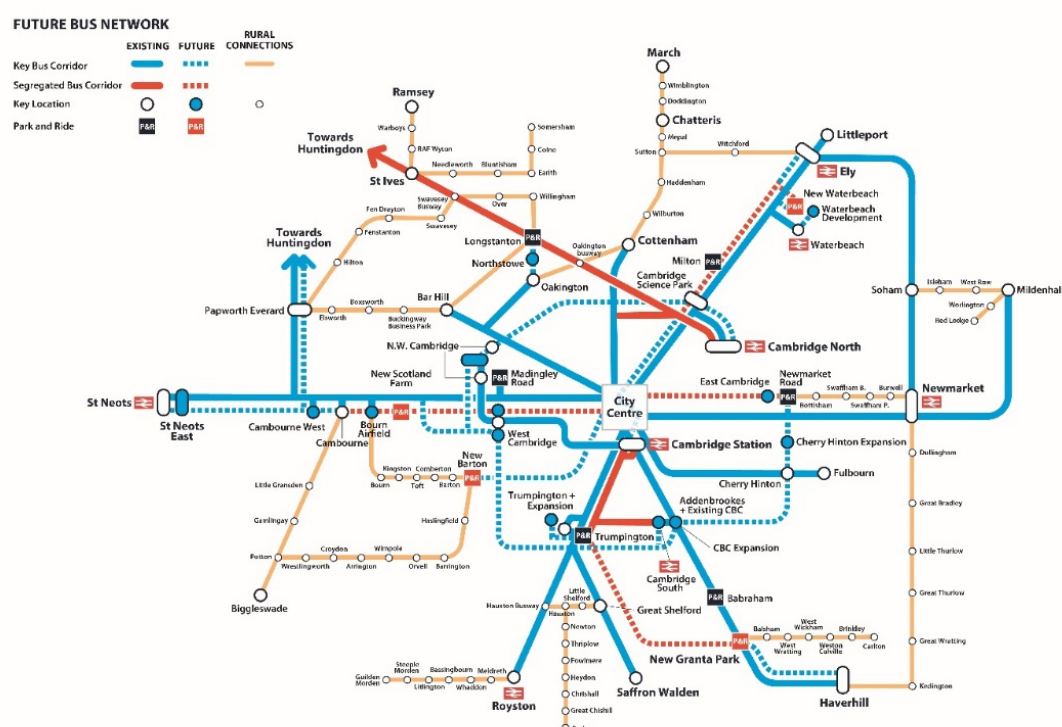 FUTURE BUS NETWORK
EXISTING
FUTURE
RURAL
CONNECTIONS
Key Bus Corridor
Segregated Bus Corridor
Key Location
Park and Ride
P&R
P&R
March
Wimblington
Doddington
Chatteris
Mepal
Sutton
Witchford
Haddenham
Wilburton
Ramsey
Warboys
RAF Wyton
Towards
Huntingdon
St Ives
Needleworth
Bluntisham
Somersham
Colne
Earith
Littleport
Ely
New Waterbeach
P&R
Waterbeach
Development
Waterbeach
Swavesey
Busway
Over
Willingham
Fen Drayton
Swavesey
Fenstanton
Hilton
Towards
Huntingdon
Longstanton
P&R
Northstowe
Oakington
busway
Oakington
Cottenham
Milton
P&R
Cambridge
Science Park
Cambridge North
Papworth Everard
Elsworth
Boxsworth
Buckingway
Business Park
Bar Hill
Soham
Isleham
West Row
Mildenhal
Worlington
Red Lodge
N.W. Cambridge
New Scotland
Farm
P&R
Madingley
Road
City
Centre
East Cambridge
Newmarket
Road
P&R
Bottisham
Swaffham B.
Swaffham P.
Burwell
Newmarket
St Neots
St Neots
East
Cambourne West
Cambourne
Bourn
Airfield
P&R
West
Cambridge
Cambridge Station
Cherry Hinton Expansion
Cherry Hinton
Fulbourn
New
Barton
P&R
Bourn
Kingston
Toft
Comberton
Barton
Haslingfield
Little Gransden
Gamlingay
Potton
Wrestlingworth
Croydon
Arrington
Wimpole
Orwell
Barrington
Biggleswade
Trumpington +
Expansion
P&R
Trumpington
Addenbrookes
+ Existing CBC
CBC Expansion
Cambridge
South
P&R
Babraham
Hauxton Busway
Hauxton
Little
Shelford
Great Shelford
Newton
Thriplow
Fowlmere
Heydon
Chrishall
Great Chishill
New Granta Park
P&R
Balsham
West
Wratting
West
Wickham
Weston
Colville
Brinkley
Carlton
Haverhill
Saffron Walden
Royston
Guilden
Morden
Steeple
Morden
Litlington
Bassingbourn
Whaddon
Meldreth
Dullingham
Great Bradley
Little Thurlow
Great Thurlow
Great Wratting
Kedington